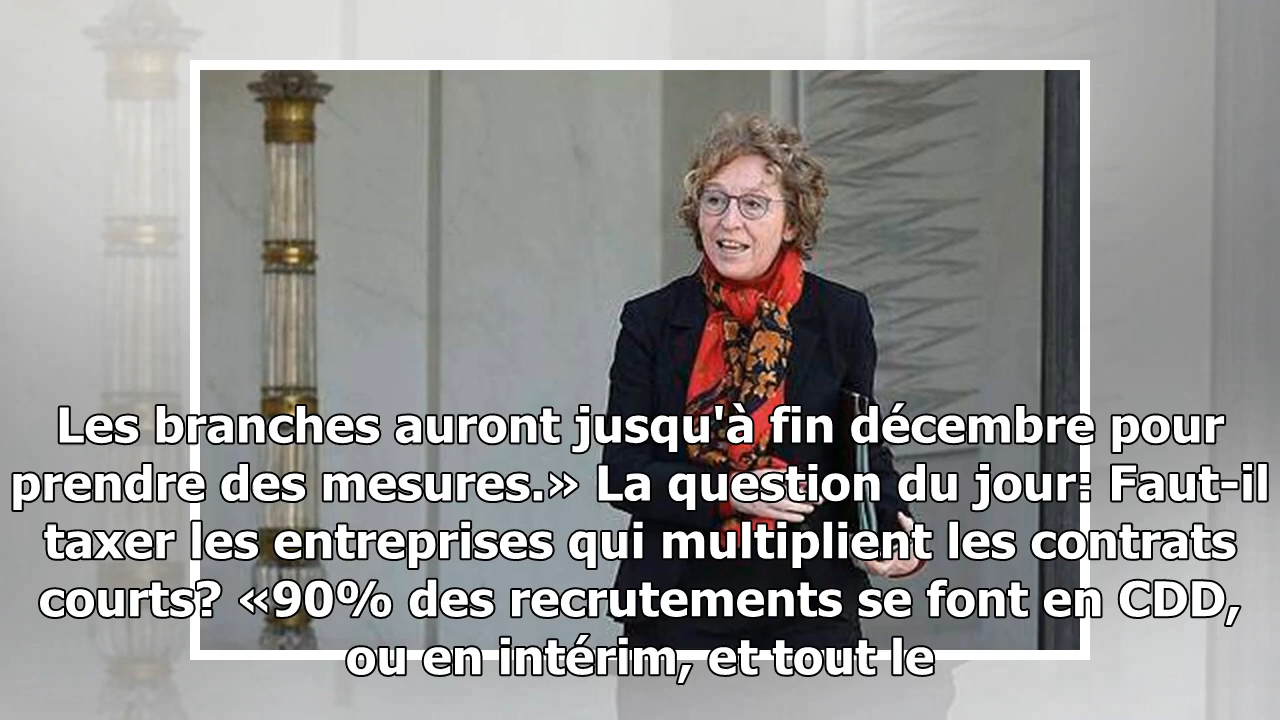 Les branches auront jusqu'à fin décembre pour
prendre des mesures.» La question du jour: Faut-il
taxer les entreprises qui multiplient les contrats
courts? «90% des recrutements se font en CDD,
ou en intérim, et tout le